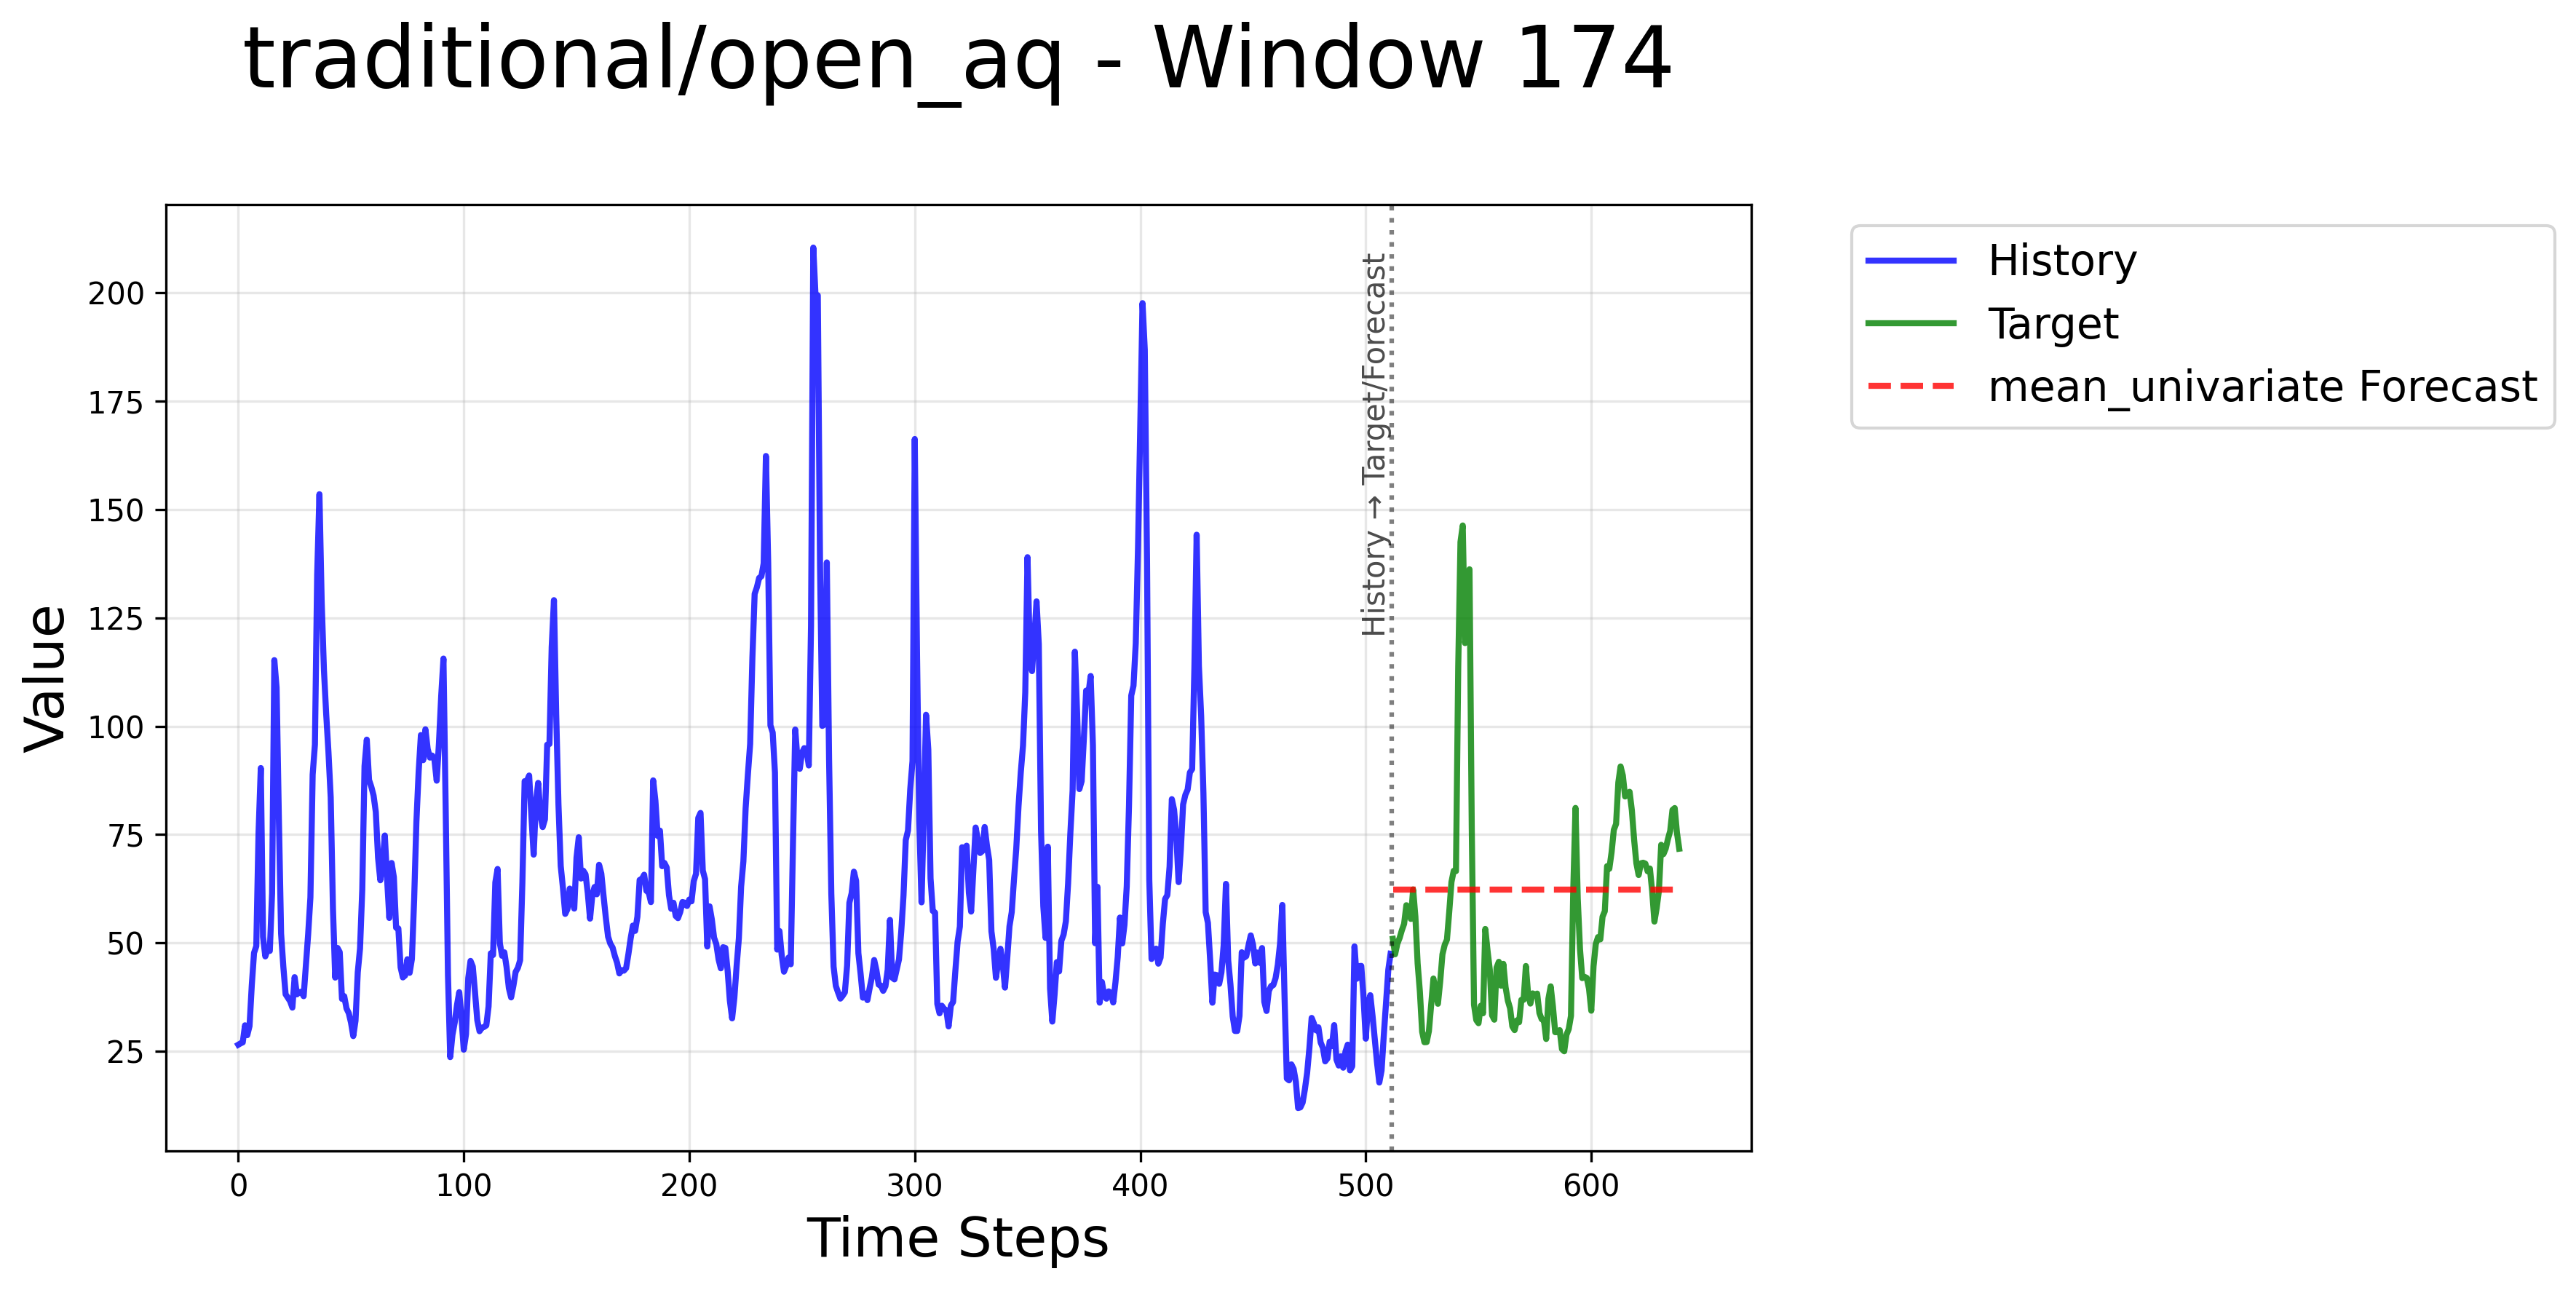 traditional/open_aq - Window 174
History
Target
mean_univariate Forecast
History → Target/Forecast
Value
200
175
150
125
100
75
50
25
0
100
200
300
400
500
600
Time Steps